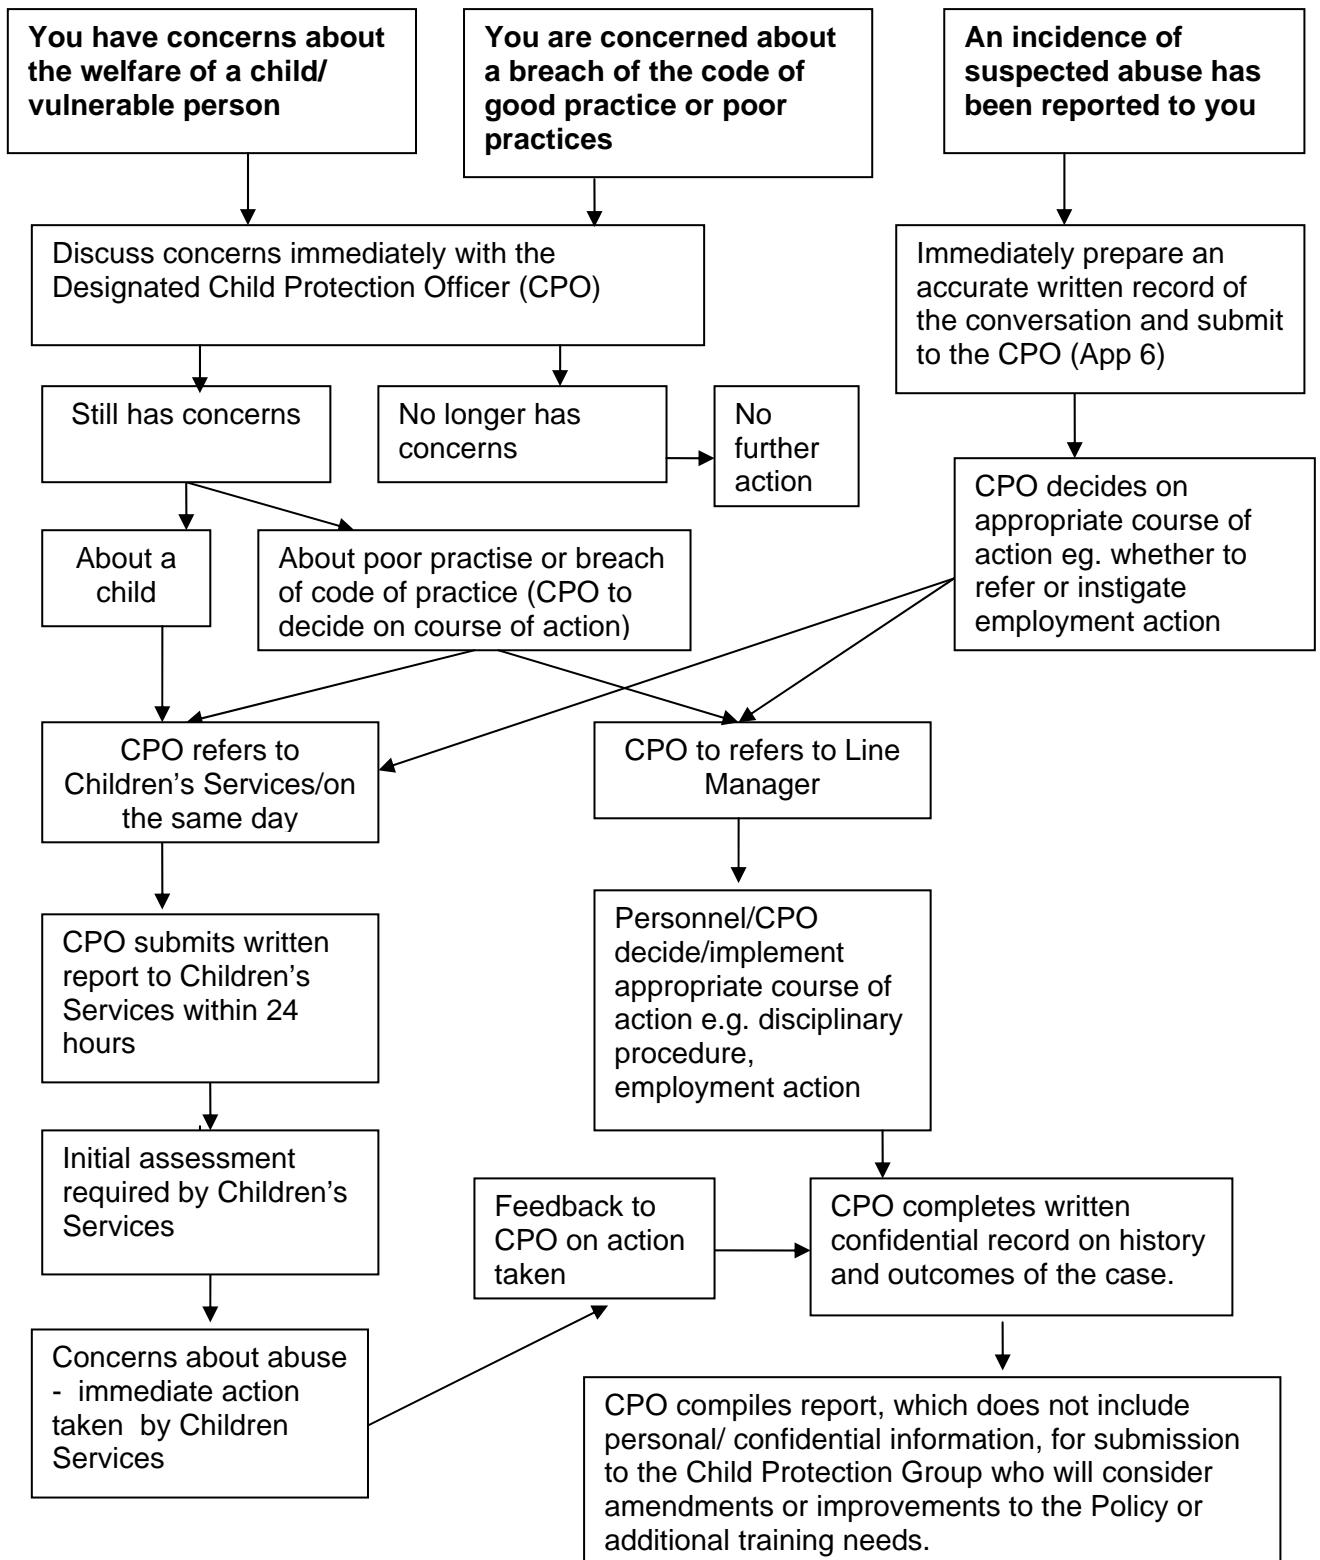 You have concerns about
the welfare of a child/
vulnerable person
You are concerned about
a breach of the code of
good practice or poor
practices
An incidence of
suspected abuse has
been reported to you
Discuss concerns immediately with the
Designated Child Protection Officer (CPO)
Immediately prepare an
accurate written record of
the conversation and submit
to the CPO (App 6)
Still has concerns
No longer has
concerns
No
further
action
CPO decides on
appropriate course of
action eg. whether to
refer or instigate
employment action
About a
child
About poor practise or breach
of code of practice (CPO to
decide on course of action)
CPO refers to
Children’s Services/on
the same day
CPO to refers to Line
Manager
CPO submits written
report to Children’s
Services within 24
hours
Personnel/CPO
decide/implement
appropriate course of
action e.g. disciplinary
procedure,
employment action
Initial assessment
required by Children’s
Services
Feedback to
CPO on action
taken
CPO completes written
confidential record on history
and outcomes of the case.
Concerns about abuse
- immediate action
taken by Children
Services
CPO compiles report, which does not include
personal/ confidential information, for submission
to the Child Protection Group who will consider
amendments or improvements to the Policy or
additional training needs.